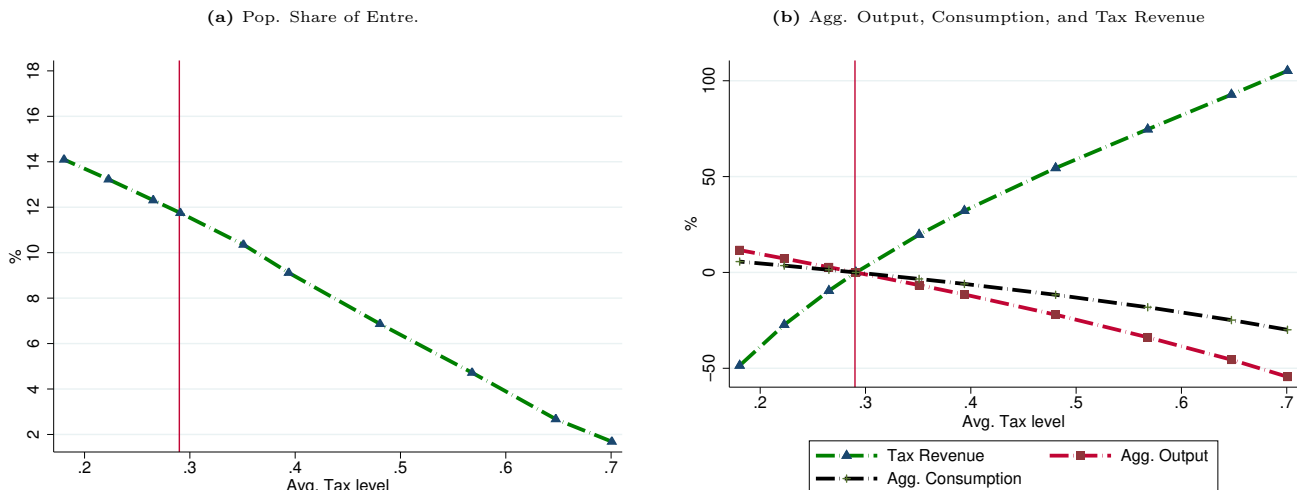 (a) Pop. Share of Entre.
18
16
14
12
10
8
6
4
2
%
.2 .3 .4 .5 .6 .7
Avg. Tax level
(b) Agg. Output, Consumption, and Tax Revenue
100
50
0
−50
%
.2 .3 .4 .5 .6 .7
Avg. Tax level
Tax Revenue Agg. Output
Agg. Consumption